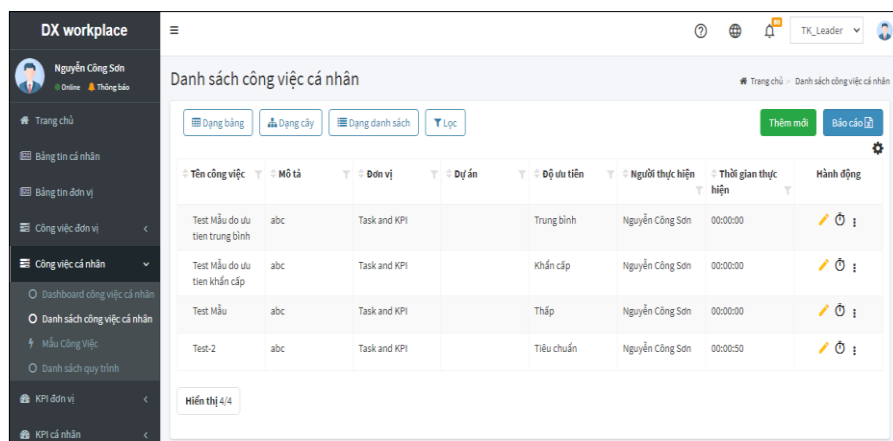 DX workplace
80
TK_Leader
Nguyễn Công Sơn
Online Thông báo
Danh sách công việc cá nhân
Trang chủ > Danh sách công việc cá nhân
Trang chủ
Bảng tin cá nhân
Bảng tin đơn vị
Công việc đơn vị
Công việc cá nhân
Dashboard công việc cá nhân
Danh sách công việc cá nhân
Mẫu Công Việc
Danh sách quy trình
KPI đơn vị
KPI cá nhân
Dạng bảng Dạng cây Dạng danh sách Lọc Thêm mới Báo cáo
Tên công việc Mô tả Đơn vị Dự án Độ ưu tiên Người thực hiện Thời gian thực Hành động
hiện
Test Mẫu do ưu abc Task and KPI Trung bình Nguyễn Công Sơn 00:00:00
tien trung bình
Test Mẫu do ưu abc Task and KPI Khẩn cấp Nguyễn Công Sơn 00:00:00
tien khẩn cấp
Test Mẫu abc Task and KPI Thấp Nguyễn Công Sơn 00:00:00
Test-2 abc Task and KPI Tiêu chuẩn Nguyễn Công Sơn 00:00:50
Hiển thị 4/4